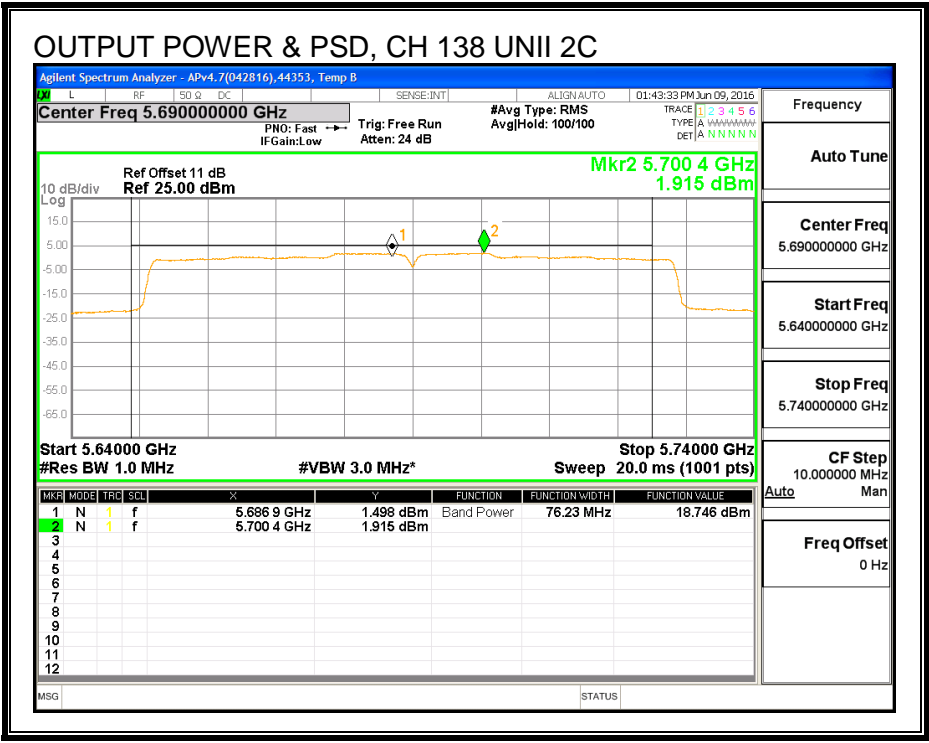 OUTPUT POWER & PSD, CH 138 UNII 2C
Agilent Spectrum Analyzer - APv4.7(042816),44353, Temp B
LXI L RF 50 Ω DC SENSE:INT ALIGN AUTO 01:43:33 PM Jun 09, 2016
Center Freq 5.690000000 GHz
PNO: Fast
IFGain:Low
Trig: Free Run
Atten: 24 dB
#Avg Type: RMS
Avg|Hold: 100/100
TRACE 1 2 3 4 5 6
TYPE A WWWWW
DET A N N N N N
Mkr2 5.700 4 GHz
1.915 dBm
Ref Offset 11 dB
10 dB/div Ref 25.00 dBm
Log
15.0
5.00
-5.00
-15.0
-25.0
-35.0
-45.0
-55.0
-65.0
1
2
Start 5.64000 GHz Stop 5.74000 GHz
#Res BW 1.0 MHz #VBW 3.0 MHz* Sweep 20.0 ms (1001 pts)
MKR MODE TRC SCL X Y FUNCTION FUNCTION WIDTH FUNCTION VALUE
1 N 1 f 5.686 9 GHz 1.498 dBm Band Power 76.23 MHz 18.746 dBm
2 N 1 f 5.700 4 GHz 1.915 dBm
3
4
5
6
7
8
9
10
11
12
MSG STATUS
Frequency
Auto Tune
Center Freq
5.690000000 GHz
Start Freq
5.640000000 GHz
Stop Freq
5.740000000 GHz
CF Step
10.000000 MHz
Auto Man
Freq Offset
0 Hz